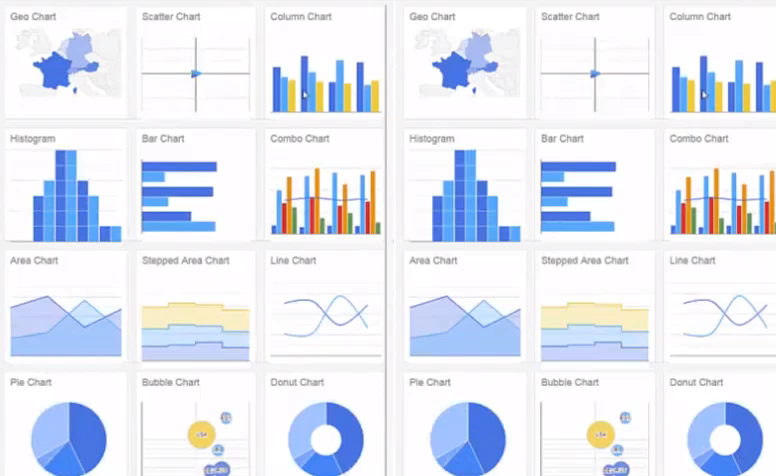 Geo Chart Scatter Chart Column Chart Geo Chart Scatter Chart Column Chart
Histogram Bar Chart Combo Chart Histogram Bar Chart Combo Chart
Area Chart Stepped Area Chart Line Chart Area Chart Stepped Area Chart Line Chart
Pie Chart Bubble Chart Donut Chart Pie Chart Bubble Chart Donut Chart